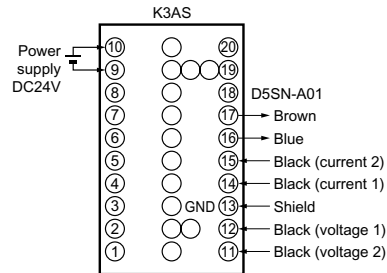 K3AS
Power
supply
DC24V
10 20
9 19
8 18 D5SN-A01
7 17 Brown
6 16 Blue
5 15 Black (current 2)
4 14 Black (current 1)
3 GND 13 Shield
2 12 Black (voltage 1)
1 11 Black (voltage 2)